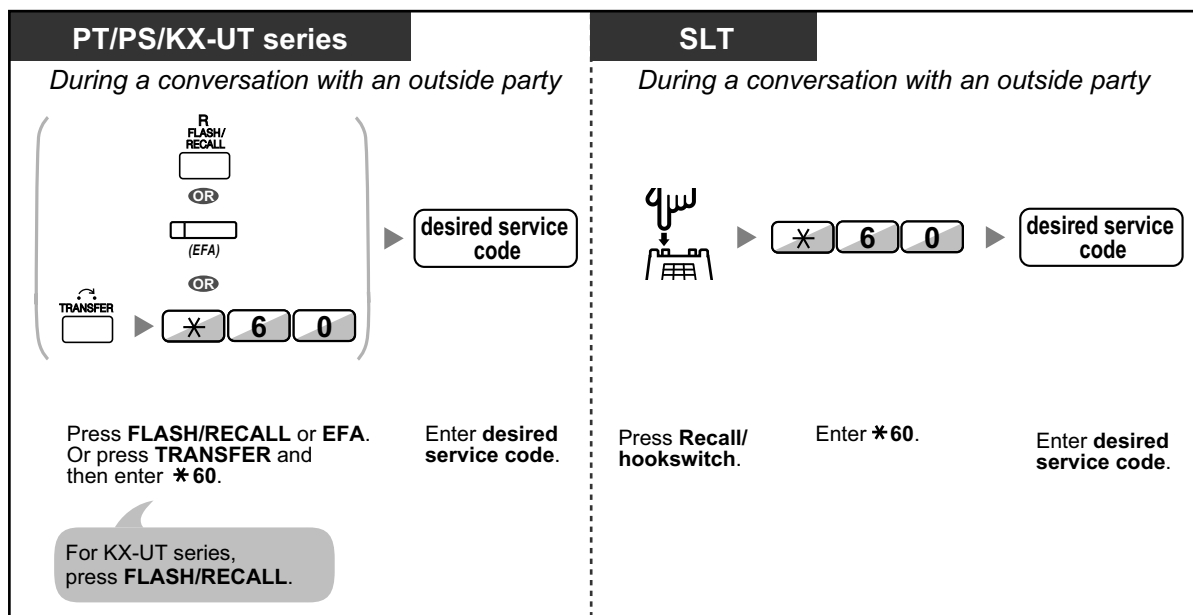 PT/PS/KX-UT series
During a conversation with an outside party
R
FLASH/
RECALL
OR
(EFA)
OR
TRANSFER
* 6 0
desired service
code
Press FLASH/RECALL or EFA.
Or press TRANSFER and
then enter *60.
Enter desired
service code.
For KX-UT series,
press FLASH/RECALL.
SLT
During a conversation with an outside party
* 6 0
desired service
code
Press Recall/
hookswitch.
Enter *60.
Enter desired
service code.